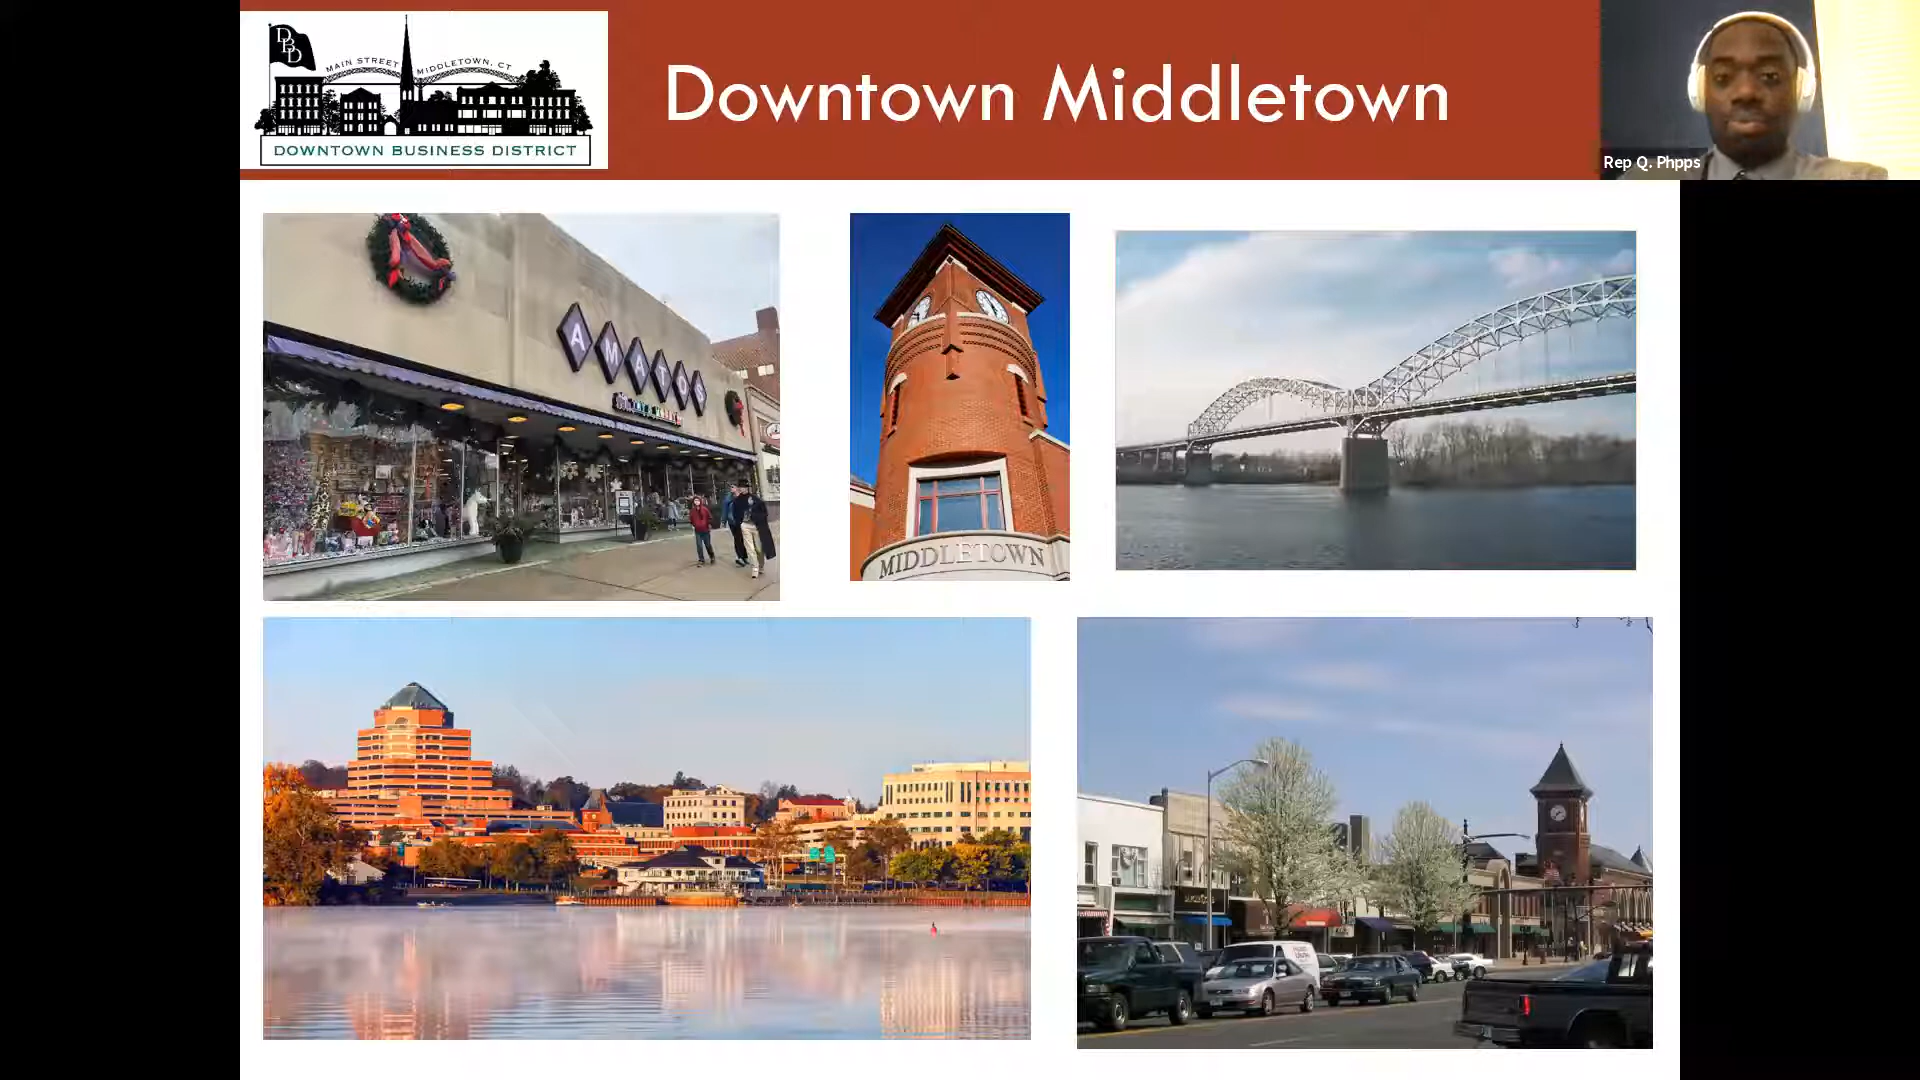 DBD
MAIN STREET MIDDLETOWN, CT
DOWNTOWN BUSINESS DISTRICT
Downtown Middletown
Rep Q. Phpps
AMATOS
MIDDLETOWN